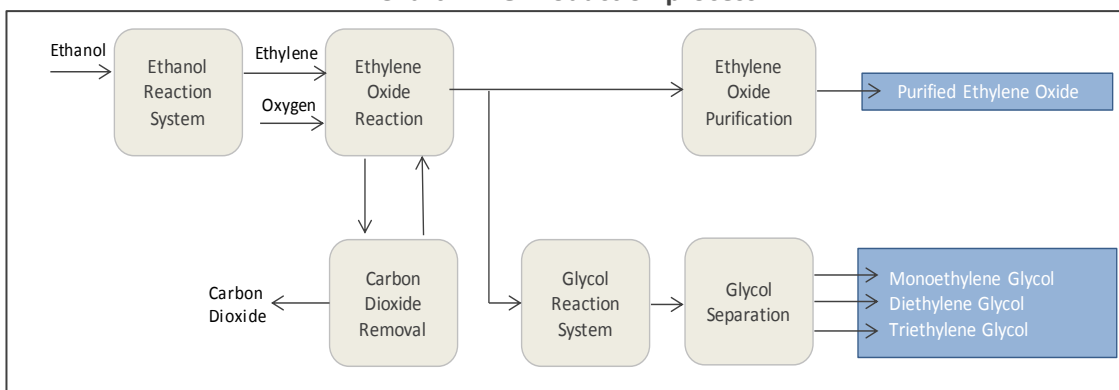 Ethanol
Ethanol
Reaction
System
Ethylene
Oxygen
Ethylene
Oxide
Reaction
Ethylene
Oxide
Purification
Purified Ethylene Oxide
Carbon
Dioxide
Carbon
Dioxide
Removal
Glycol
Reaction
System
Glycol
Separation
Monoethylene Glycol
Diethylene Glycol
Triethylene Glycol